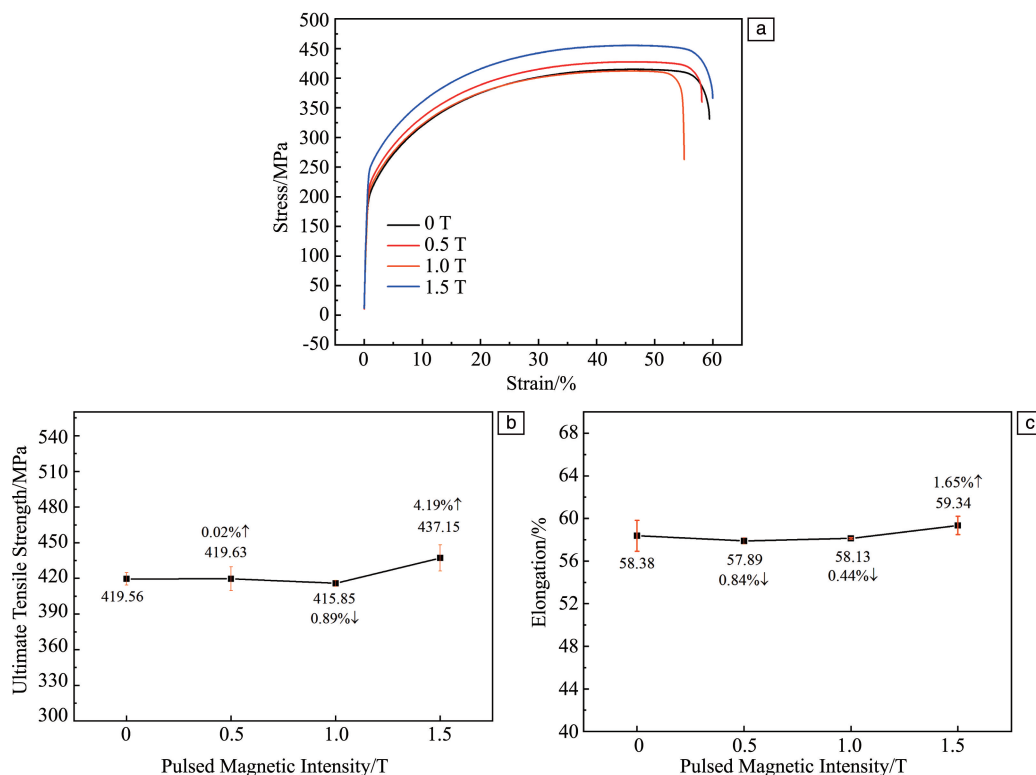 a
500
450
400
350
300
250
200
150
100
50
0
-50
Stress/MPa
0 T
0.5 T
1.0 T
1.5 T
0 10 20 30 40 50 60
Strain/%
b
540
510
480
450
420
390
360
330
300
Ultimate Tensile Strength/MPa
4.19%↑
437.15
0.02%↑
419.63
419.56
415.85
0.89%↓
0 0.5 1.0 1.5
Pulsed Magnetic Intensity/T
c
68
64
60
56
52
48
44
40
Elongation/%
1.65%↑
59.34
58.38
57.89
0.84%↓
58.13
0.44%↓
0 0.5 1.0 1.5
Pulsed Magnetic Intensity/T